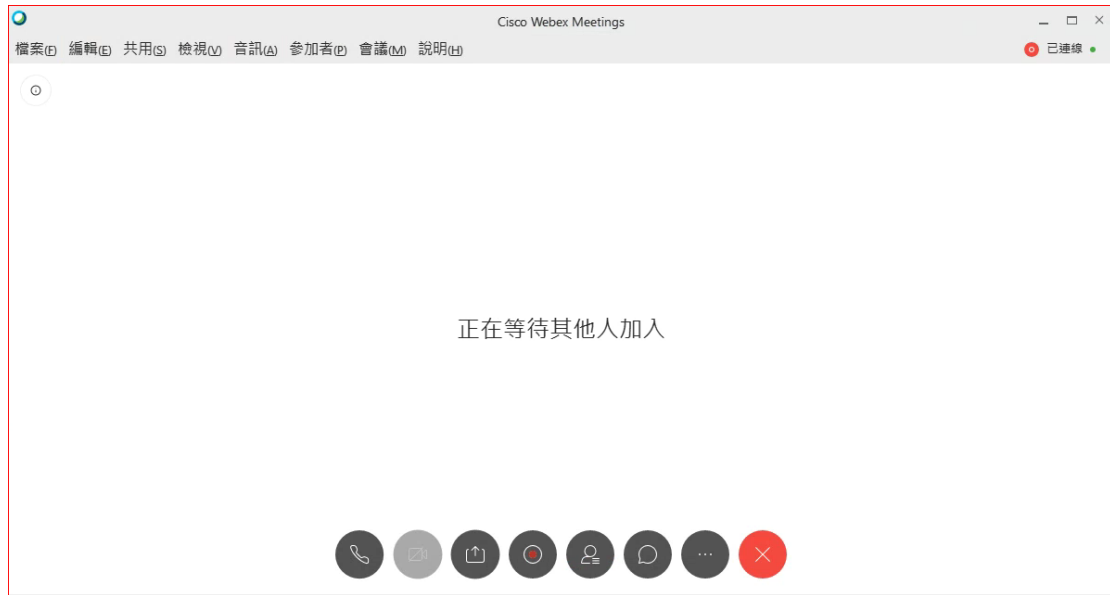 Cisco Webex Meetings
檔案(F) 編輯(E) 共用(S) 檢視(V) 音訊(A) 參加者(P) 會議(M) 說明(H) 已連線
正在等待其他人加入